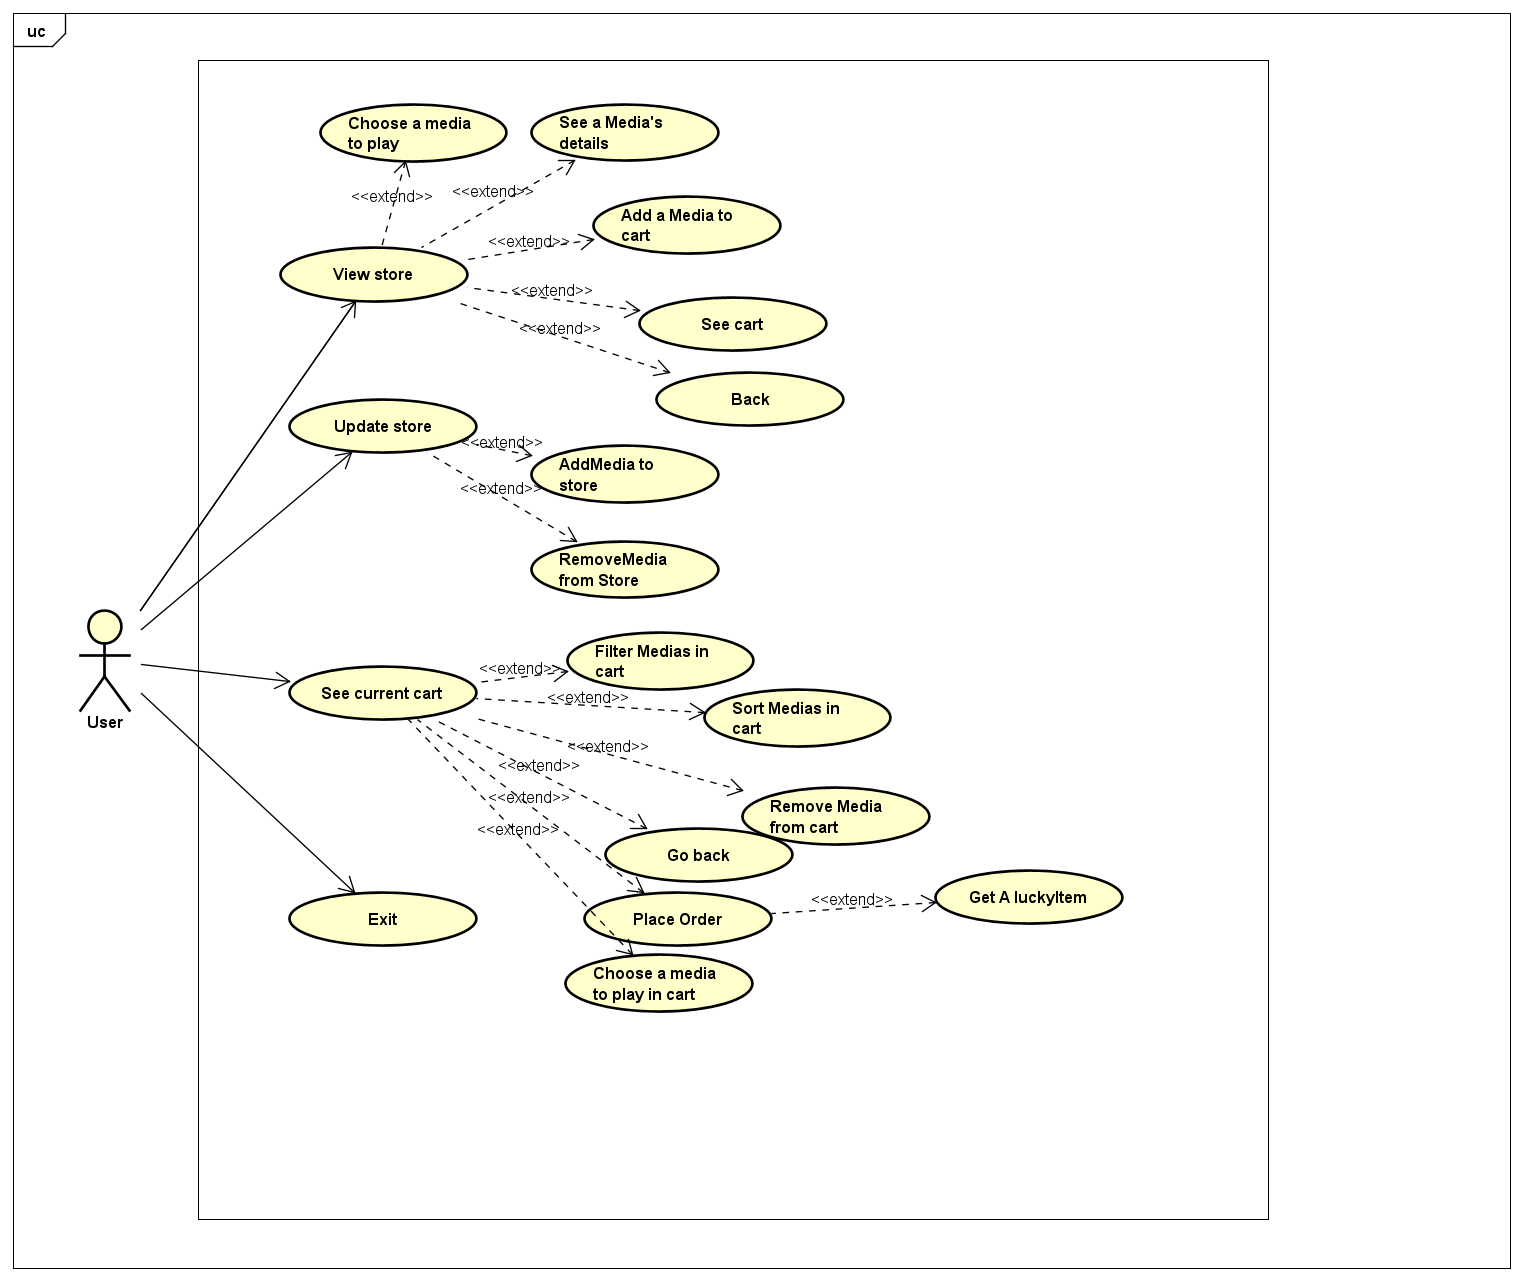 uc
Choose a media
to play
See a Media's
details
<<extend>>
<<extend>>
Add a Media to
cart
<<extend>>
View store
<<extend>>
See cart
<<extend>>
Back
Update store
<<extend>>
AddMedia to
store
<<extend>>
RemoveMedia
from Store
User
Filter Medias in
cart
<<extend>>
See current cart
<<extend>>
Sort Medias in
cart
<<extend>>
<<extend>>
<<extend>>
<<extend>>
Remove Media
from cart
Go back
Exit
Place Order
<<extend>>
Get A luckyItem
Choose a media
to play in cart